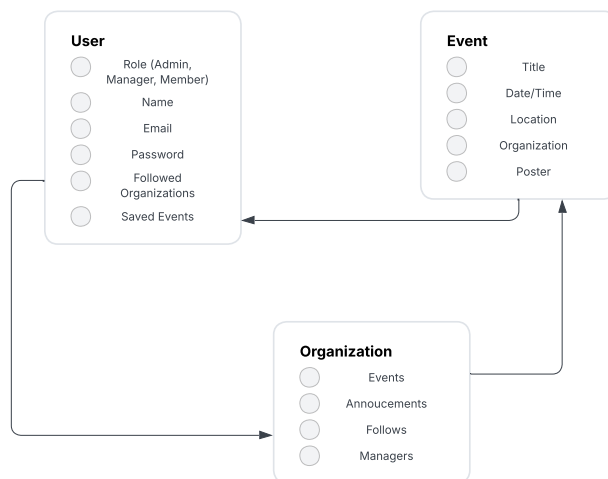 User
Role (Admin,
Manager, Member)
Name
Email
Password
Followed
Organizations
Saved Events
Event
Title
Date/Time
Location
Organization
Poster
Organization
Events
Annoucements
Follows
Managers